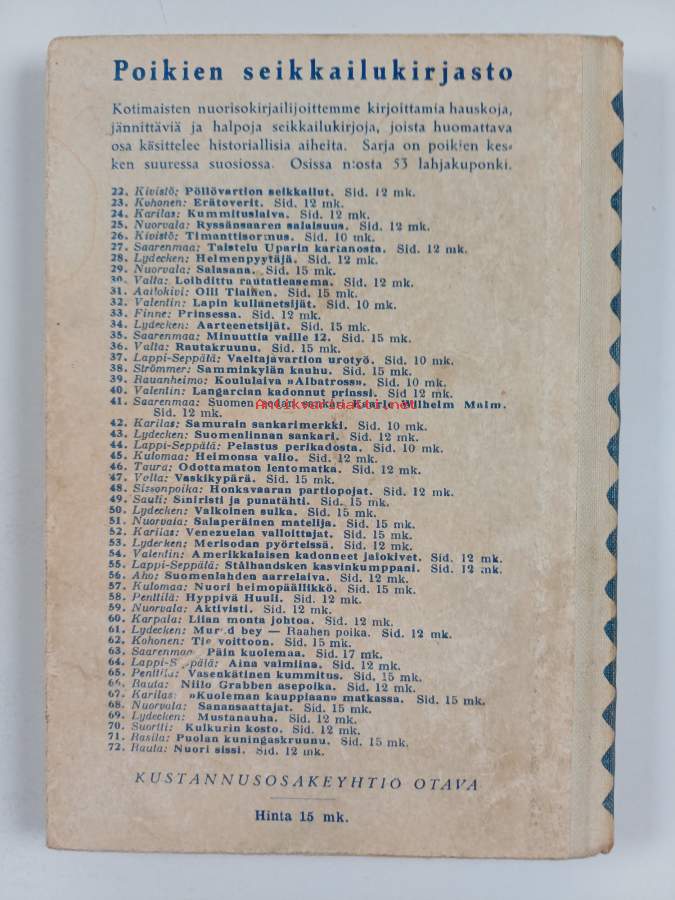 Poikien seikkailukirjasto
Kotimaisten nuorisokirjailijoittemme kirjoittamia hauskoja,
jännittäviä ja halpoja seikkailukirjoja, joista huomattava
osa käsittelee historiallisia aiheita. Sarja on poikien kes-
ken suuressa suosiossa. Osissa n:osta 53 lahjakuponki.
22. Kivistö: Pöllövartion seikkailut. Sid. 12 mk.
23. Kohonen: Erätoverit. Sid. 12 mk.
24. Karilas: Kummituslaiva. Sid. 12 mk.
25. Nuorvala: Ryssänsaaren salaisuus. Sid. 12 mk.
26. Kivistö: Timanttisormus. Sid. 10 mk.
27. Saarenmaa: Taistelu Uparin kartanosta. Sid. 12 mk.
28. Lydecken: Helmenpyytäjä. Sid. 12 mk.
29. Nuorvala: Salasana. Sid. 15 mk.
30. Valta: Loihdittu rautatieasema. Sid. 12 mk.
31. Aaltokivi: Olli Tiainen. Sid. 15 mk.
32. Valentin: Lapin kullanetsijät. Sid. 10 mk.
33. Finne: Prinsessa. Sid. 12 mk.
34. Lydecken: Aarteenetsijät. Sid. 15 mk.
35. Saarenmaa: Minuuttia vaille 12. Sid. 15 mk.
36. Valta: Rautakruunu. Sid. 15 mk.
37. Lappi-Seppälä: Vaeltajavartion urotyö. Sid. 10 mk.
38. Strömmer: Samminkylän kauhu. Sid. 15 mk.
39. Rauanheimo: Koululaiva »Albatross». Sid. 10 mk.
40. Valentin: Langarcian kadonnut prinssi. Sid. 12 mk.
41. Saarenmaa: Suomen sodan sankari Kaarle Wilhelm Malm.
Sid. 12 mk.
Antikvariaattori.net
42. Karilas: Samurain sankarimerkki. Sid. 10 mk.
43. Lydecken: Suomenlinnan sankari. Sid. 12 mk.
44. Lappi-Seppälä: Pelastus perikadosta. Sid. 10 mk.
45. Kulomaa: Heimonsa vallio. Sid. 12 mk.
46. Taura: Odottamaton lentomatka. Sid. 12 mk.
47. Valta: Vaskikypärä. Sid. 15 mk.
48. Sissonpoika: Honksvaaran partiopojat. Sid. 12 mk.
49. Sauli: Siniristi ja punatähti. Sid. 15 mk.
50. Lydecken: Valkoinen sulka. Sid. 15 mk.
51. Nuorvala: Salaperäinen matelija. Sid. 15 mk.
52. Karilas: Venezuelan valloittajat. Sid. 15 mk.
53. Lydecken: Merisodan pyörteissä. Sid. 12 mk.
54. Valentin: Amerikkalaisen kadonneet jalokivet. Sid. 12 mk.
55. Lappi-Seppälä: Stålhandsken kasvinkumppani. Sid. 12 mk.
56. Aho: Suomenlahden aarrelaiva. Sid. 12 mk.
57. Kulomaa: Nuori heimopäällikkö. Sid. 15 mk.
58. Penttilä: Hyppivä Huuli. Sid. 12 mk.
59. Nuorvala: Aktivisti. Sid. 12 mk.
60. Karpala: Liian monta johtoa. Sid. 12 mk.
61. Lydecken: Murad bey — Raahen poika. Sid. 12 mk.
62. Kohonen: Tie voittoon. Sid. 15 mk.
63. Saarenmaa: Päin kuolemaa. Sid. 17 mk.
64. Lappi-Seppälä: Aina valmiina. Sid. 12 mk.
65. Penttilä: Vasenkätinen kummitus. Sid. 15 mk.
66. Rauta: Niilo Grabben asepoika. Sid. 12 mk.
67. Karilas: »Kuoleman kauppiaan» matkassa. Sid. 15 mk.
68. Nuorvala: Sanansaattajat. Sid. 15 mk.
69. Lydecken: Mustanauha. Sid. 12 mk.
70. Suortti: Kulkurin kosto. Sid. 12 mk.
71. Rasila: Puolan kuningaskruunu. Sid. 15 mk.
72. Rauta: Nuori sissi. Sid. 12 mk.
KUSTANNUSOSAKEYHTIÖ OTAVA
Hinta 15 mk.